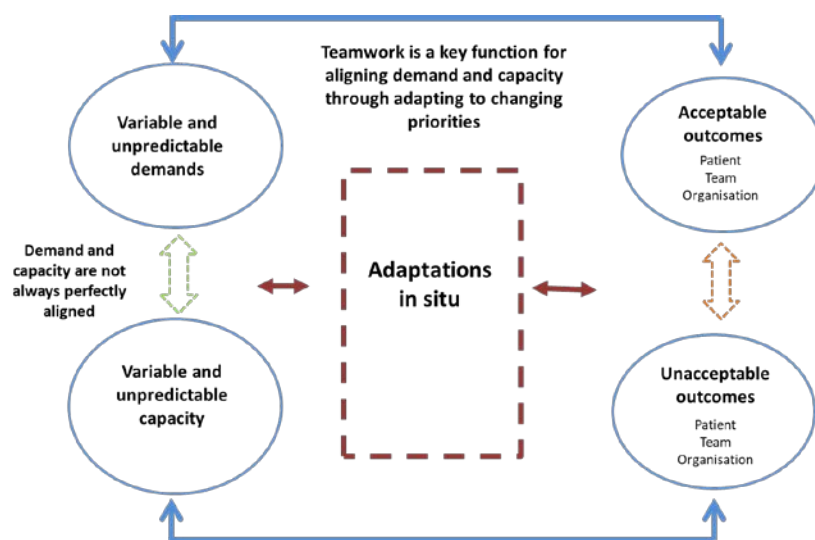 Teamwork is a key function for
aligning demand and capacity
through adapting to changing
priorities
Variable and
unpredictable
demands
Acceptable
outcomes
Patient
Team
Organisation
Demand and
capacity are not
always perfectly
aligned
Adaptations
in situ
Variable and
unpredictable
capacity
Unacceptable
outcomes
Patient
Team
Organisation